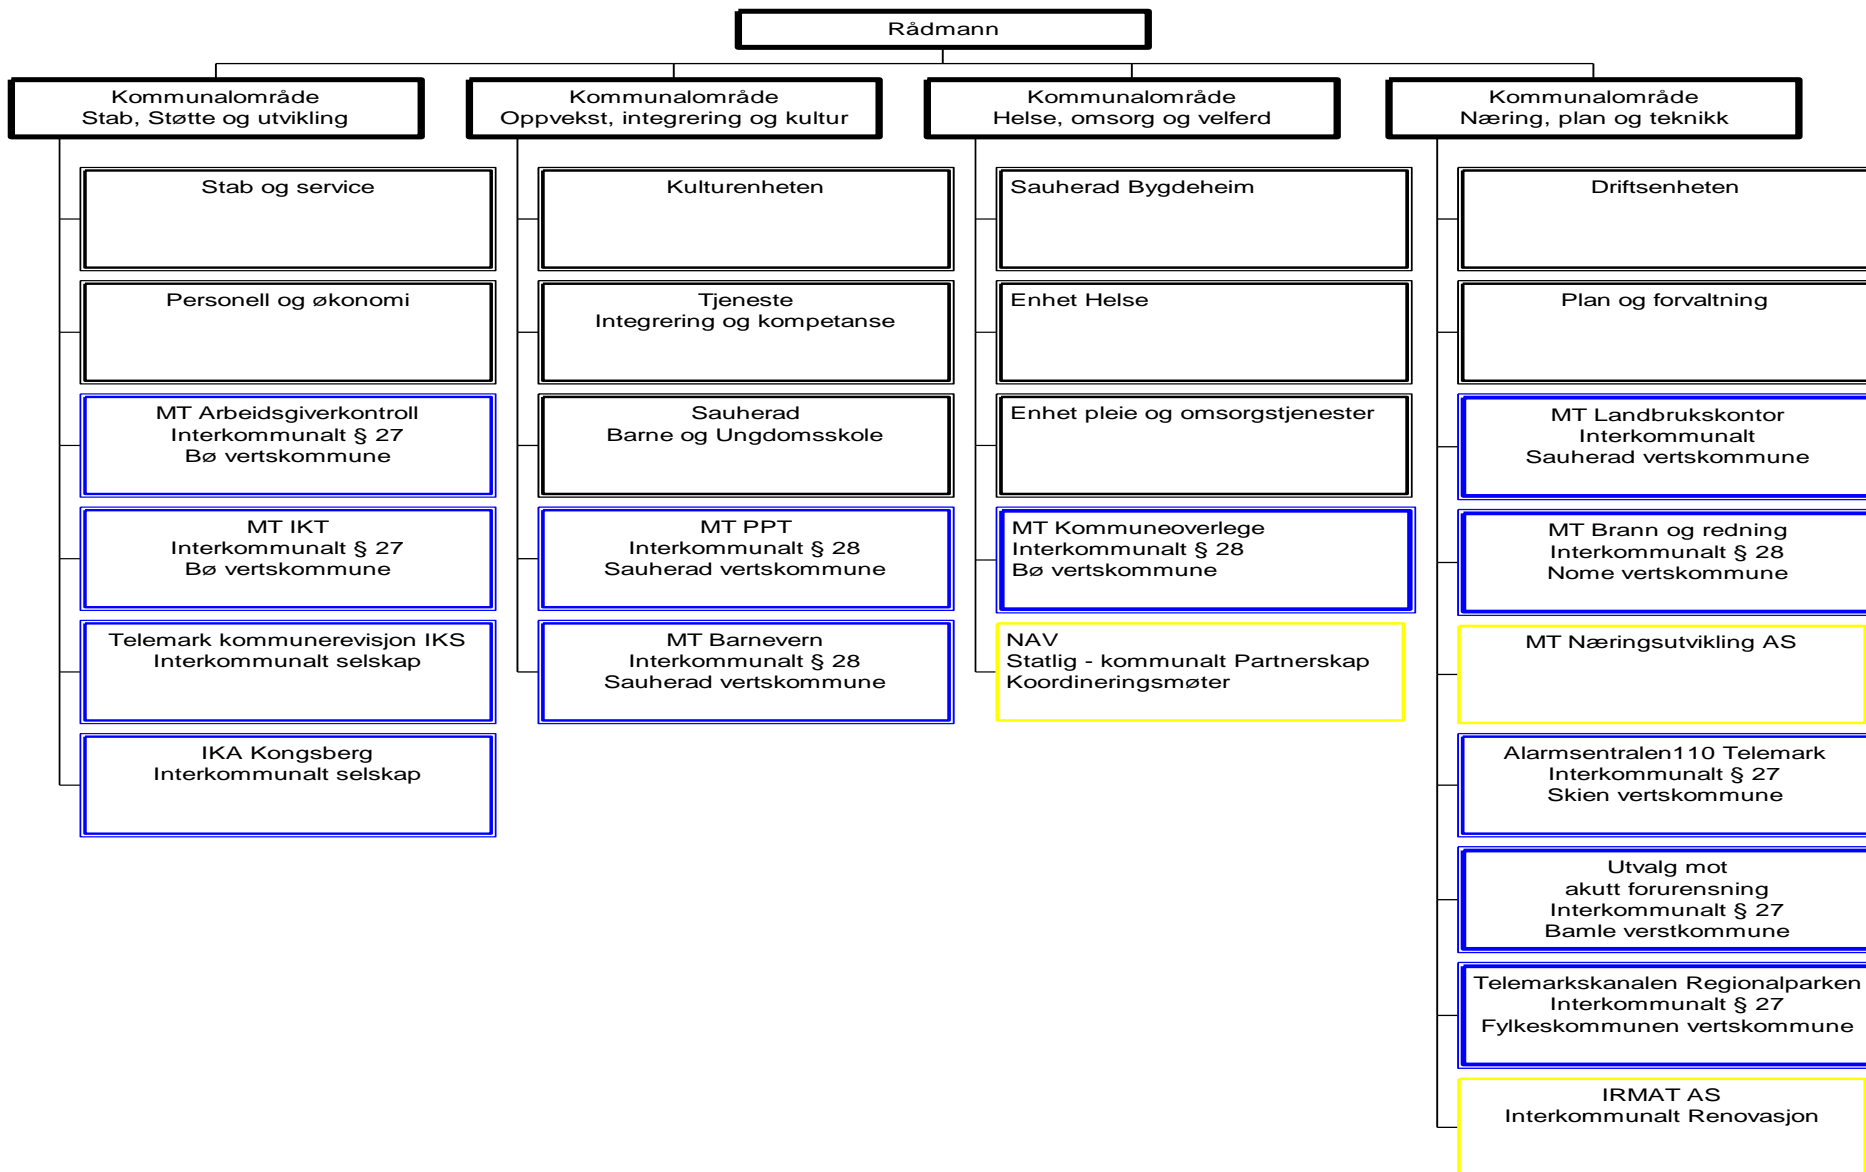 Rådmann
Kommunalområde
Stab, Støtte og utvikling
Stab og service
Personell og økonomi
MT Arbeidsgiverkontroll
Interkommunalt § 27
Bø vertskommune
MT IKT
Interkommunalt § 27
Bø vertskommune
Telemark kommunerevisjon IKS
Interkommunalt selskap
IKA Kongsberg
Interkommunalt selskap
Kommunalområde
Oppvekst, integrering og kultur
Kulturenheten
Tjeneste
Integrering og kompetanse
Sauherad
Barne og Ungdomsskole
MT PPT
Interkommunalt § 28
Sauherad vertskommune
MT Barnevern
Interkommunalt § 28
Sauherad vertskommune
Kommunalområde
Helse, omsorg og velferd
Sauherad Bygdeheim
Enhet Helse
Enhet pleie og omsorgstjenester
MT Kommuneoverlege
Interkommunalt § 28
Bø vertskommune
NAV
Statlig - kommunalt Partnerskap
Koordineringsmøter
Kommunalområde
Næring, plan og teknikk
Driftsenheten
Plan og forvaltning
MT Landbrukskontor
Interkommunalt
Sauherad vertskommune
MT Brann og redning
Interkommunalt § 28
Nome vertskommune
MT Næringsutvikling AS
Alarmsentralen110 Telemark
Interkommunalt § 27
Skien vertskommune
Utvalg mot
akutt forurensning
Interkommunalt § 27
Bamle verstkommune
Telemarkskanalen Regionalparken
Interkommunalt § 27
Fylkeskommunen vertskommune
IRMAT AS
Interkommunalt Renovasjon